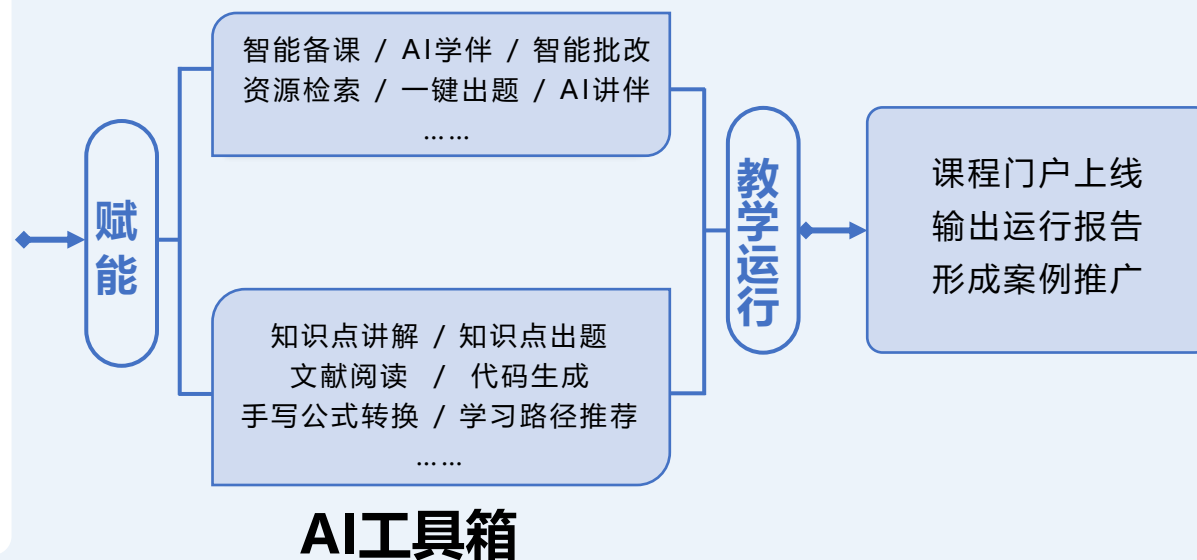 赋能
智能备课 / AI学伴 / 智能批改
资源检索 / 一键出题 / AI讲伴
……
知识点讲解 / 知识点出题
文献阅读 / 代码生成
手写公式转换 / 学习路径推荐
……
AI工具箱
教学运行
课程门户上线
输出运行报告
形成案例推广